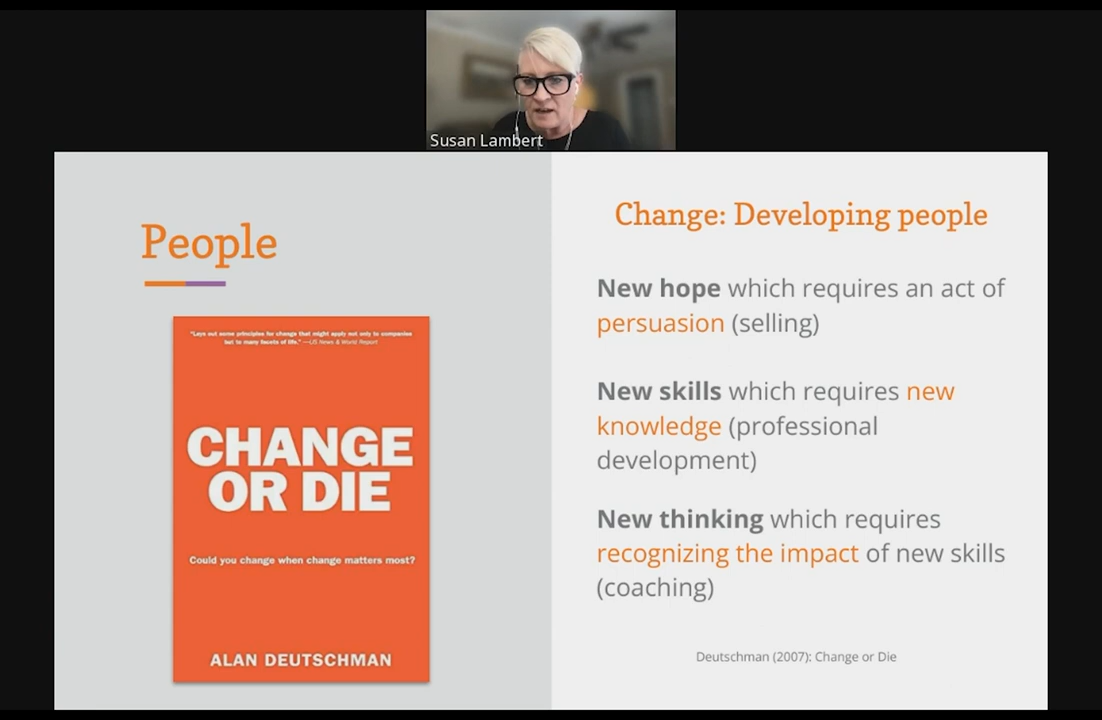 Susan Lambert
People
"Lays out some principles for change that might apply not only to companies
but to many facets of life." —US News & World Report
CHANGE
OR DIE
Could you change when change matters most?
ALAN DEUTSCHMAN
Change: Developing people
New hope which requires an act of
persuasion (selling)
New skills which requires new
knowledge (professional
development)
New thinking which requires
recognizing the impact of new skills
(coaching)
Deutschman (2007): Change or Die